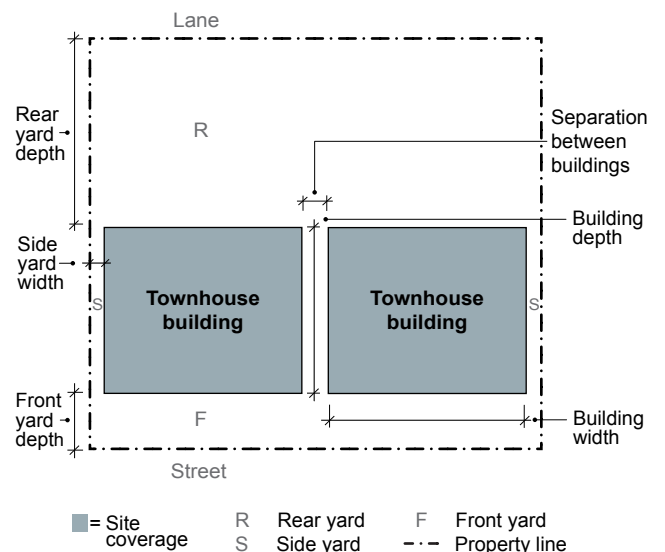 Lane
Rear
yard
depth
R
Separation
between
buildings
Building
depth
Side
yard
width
Townhouse
building
Townhouse
building
S
S
Front
yard
depth
F
Building
width
Street
= Site
coverage
R Rear yard
F Front yard
S Side yard
Property line